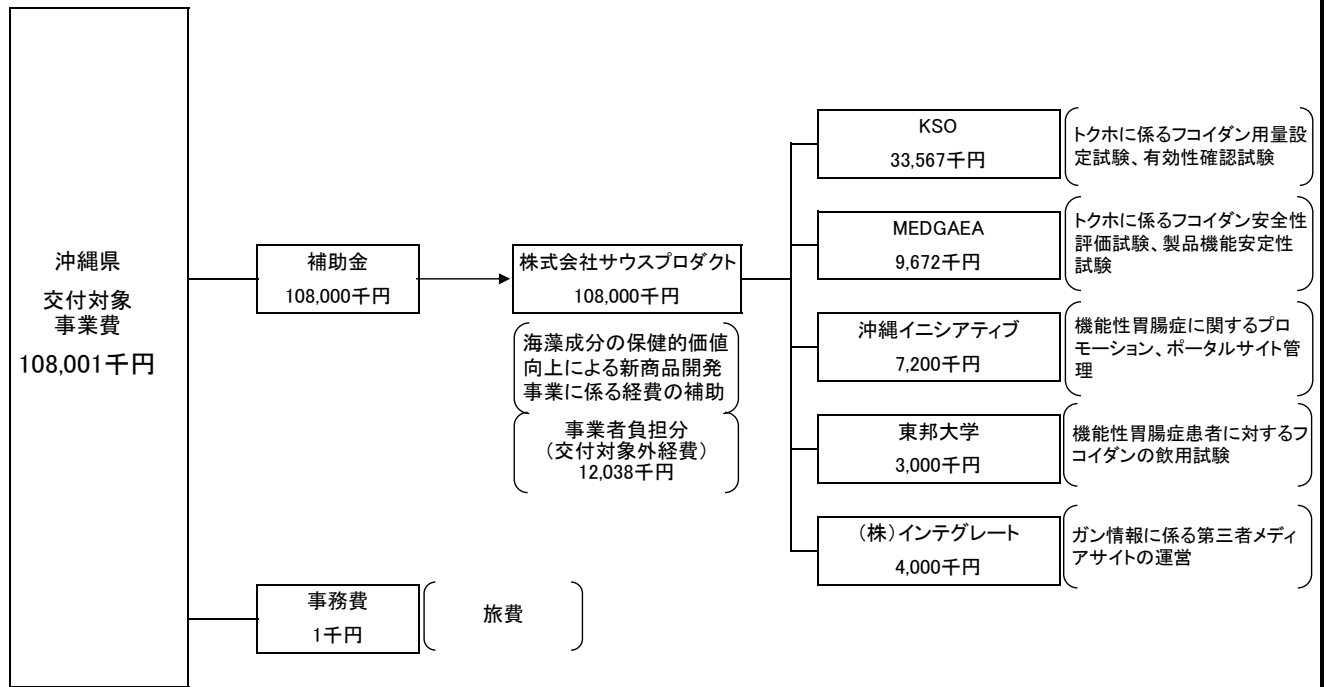 沖縄県
交付対象
事業費
108,001千円
補助金
108,000千円
株式会社サウスプロダクト
108,000千円
海藻成分の保健的価値
向上による新商品開発
事業に係る経費の補助
事業者負担分
(交付対象外経費)
12,038千円
KSO
33,567千円
トクホに係るフコイダン用量設
定試験、有効性確認試験
MEDGAEA
9,672千円
トクホに係るフコイダン安全性
評価試験、製品機能安定性
試験
沖縄イニシアティブ
7,200千円
機能性胃腸症に関するプロ
モーション、ポータルサイト管
理
東邦大学
3,000千円
機能性胃腸症患者に対するフ
コイダンの飲用試験
(株)インテグレート
4,000千円
ガン情報に係る第三者メディ
アサイトの運営
事務費
1千円
旅費